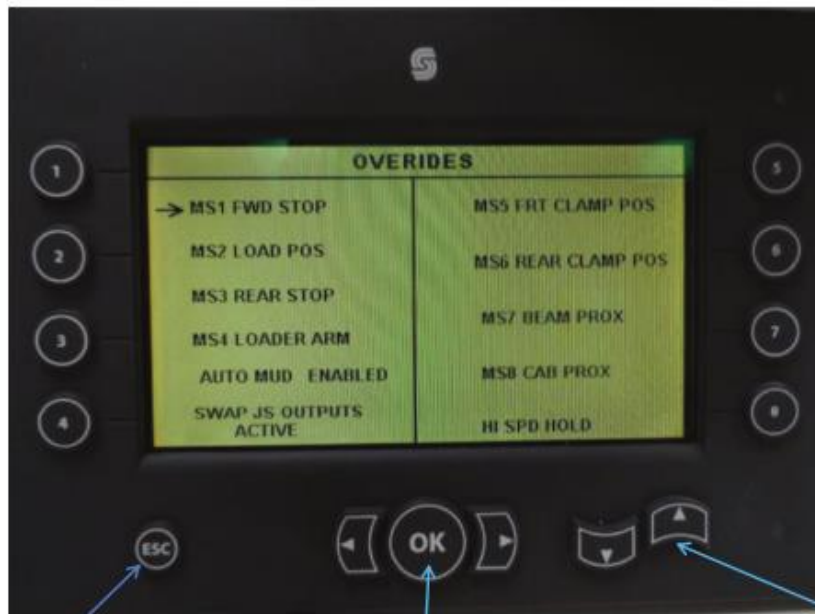 OVERIDES
MS1 FWD STOP
MS2 LOAD POS
MS3 REAR STOP
MS4 LOADER ARM
AUTO MUD ENABLED
SWAP JS OUTPUTS
ACTIVE
MS5 FRT CLAMP POS
MS6 REAR CLAMP POS
MS7 BEAM PROX
MS8 CAB PROX
HI SPD HOLD
1
2
3
4
5
6
7
8
ESC
OK